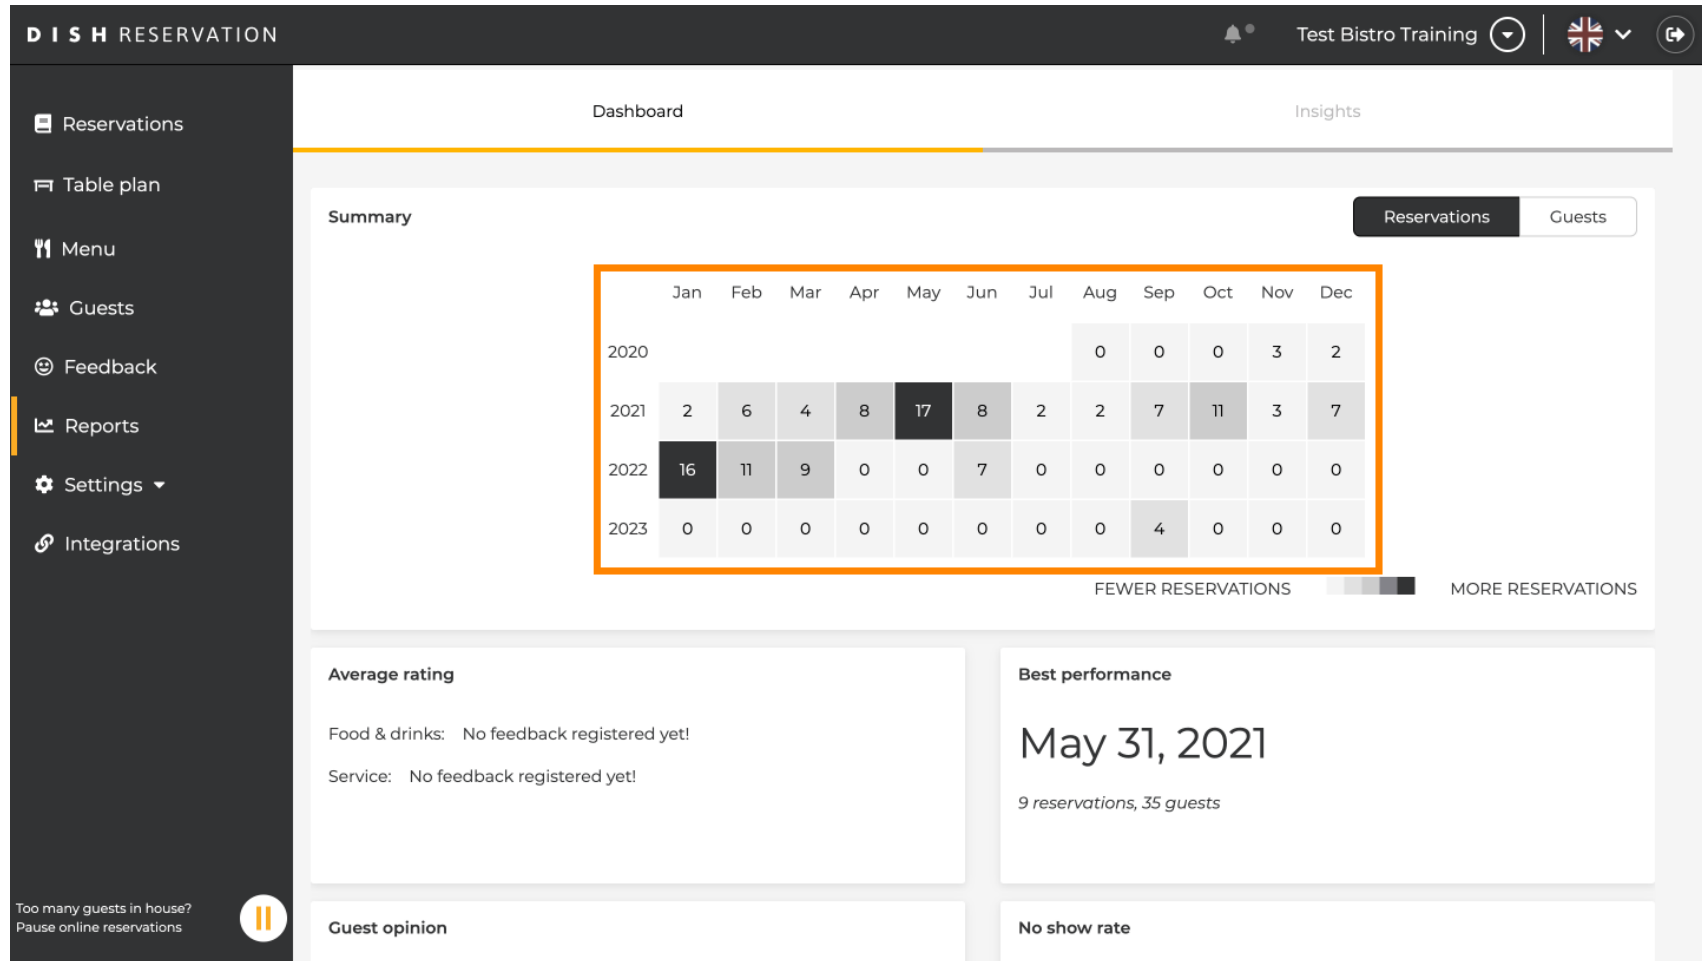 DISH RESERVATION
Test Bistro Training
Reservations
Table plan
Menu
Guests
Feedback
Reports
Settings
Integrations
Too many guests in house?
Pause online reservations
Dashboard Insights
Summary
Reservations Guests
Jan Feb Mar Apr May Jun Jul Aug Sep Oct Nov Dec
2020 0 0 0 3 2
2021 2 6 4 8 17 8 2 2 7 11 3 7
2022 16 11 9 0 0 7 0 0 0 0 0 0
2023 0 0 0 0 0 0 0 0 4 0 0 0
FEWER RESERVATIONS MORE RESERVATIONS
Average rating
Food & drinks: No feedback registered yet!
Service: No feedback registered yet!
Best performance
May 31, 2021
9 reservations, 35 guests
Guest opinion
No show rate